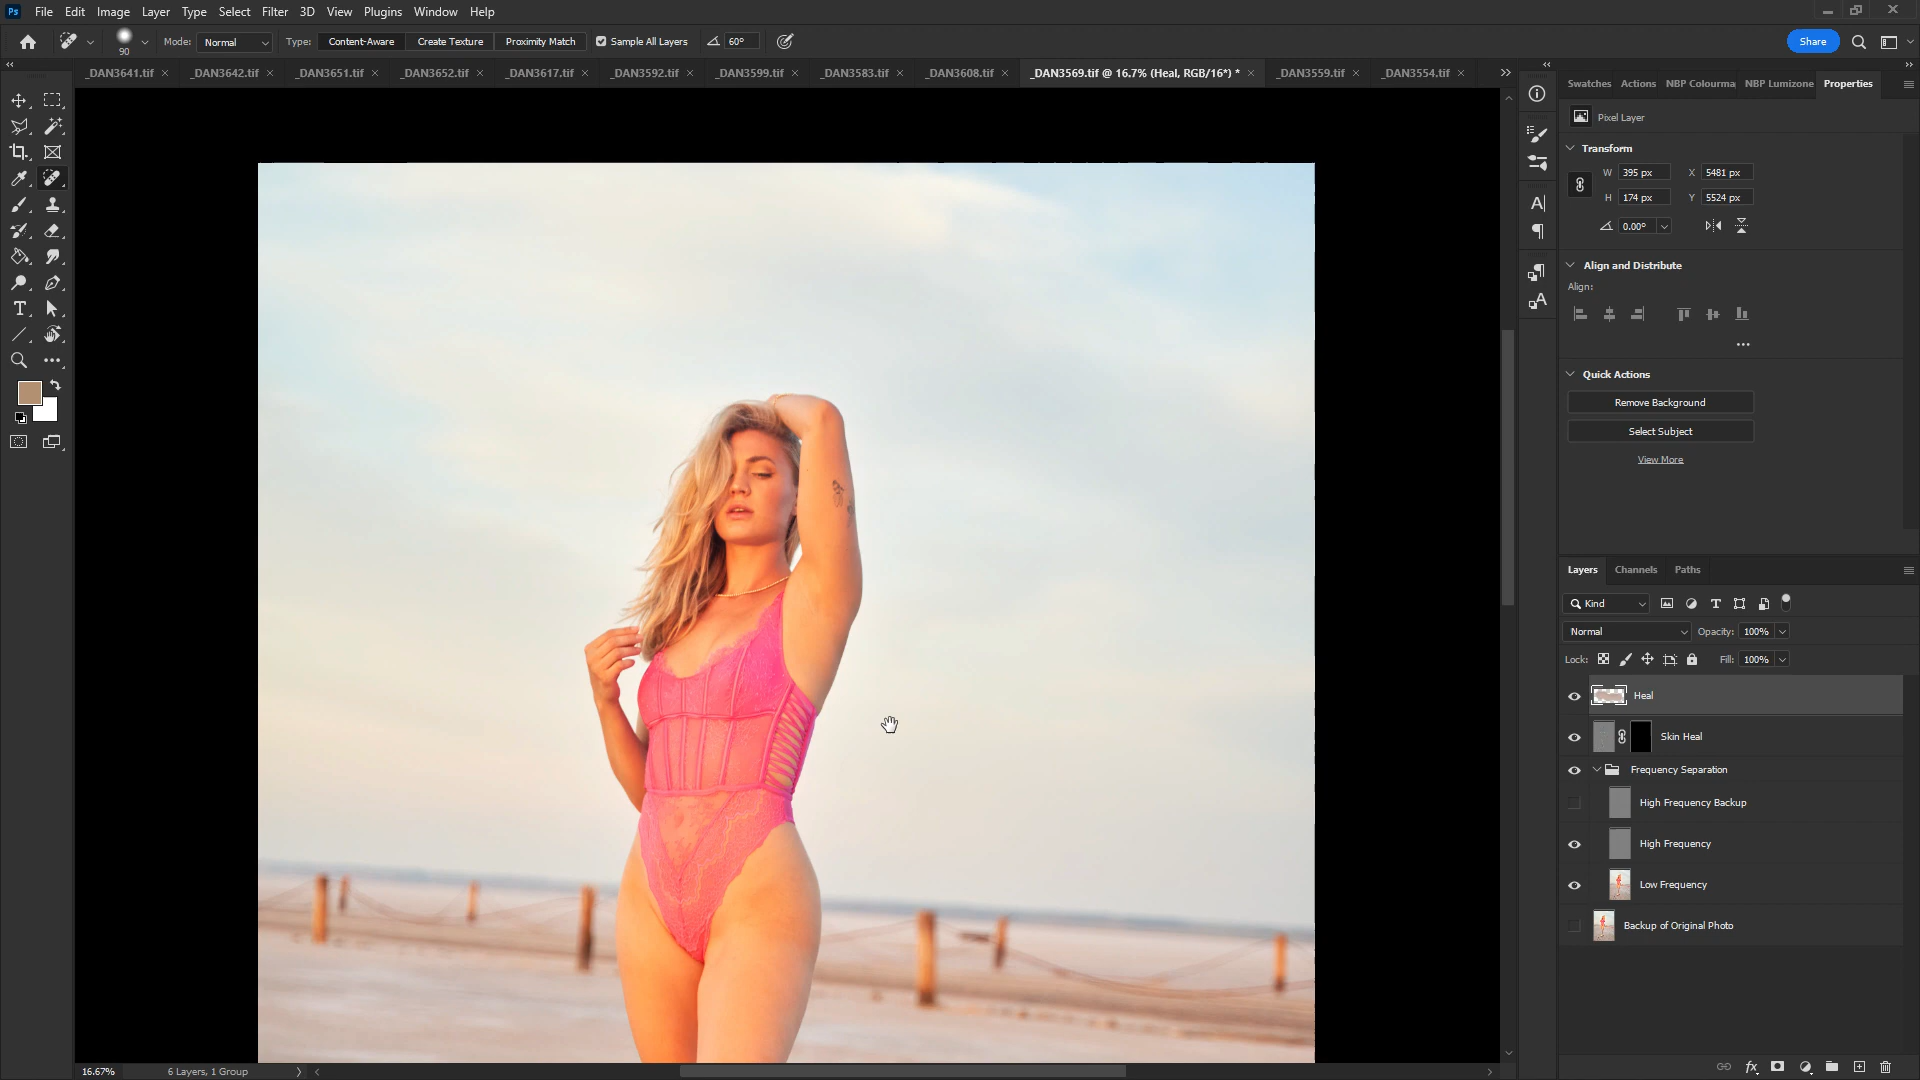 Ps File Edit Image Layer Type Select Filter 3D View Plugins Window Help
90 Mode: Normal Type: Content-Aware Create Texture Proximity Match Sample All Layers 60° Share
_DAN3641.tif × _DAN3642.tif × _DAN3651.tif × _DAN3652.tif × _DAN3617.tif × _DAN3592.tif × _DAN3599.tif × _DAN3583.tif × _DAN3608.tif × _DAN3569.tif @ 16.7% (Heal, RGB/16*) * × _DAN3559.tif × _DAN3554.tif ×
Swatches Actions NBP Colourma NBP Lumizone Properties
Pixel Layer
Transform
W 395 px X 5481 px
H 174 px Y 5524 px
0.00°
Align and Distribute
Align:
Quick Actions
Remove Background
Select Subject
View More
Layers Channels Paths
Kind
Normal Opacity: 100%
Lock: Fill: 100%
Heal
Skin Heal
Frequency Separation
High Frequency Backup
High Frequency
Low Frequency
Backup of Original Photo
16.67% 6 Layers, 1 Group